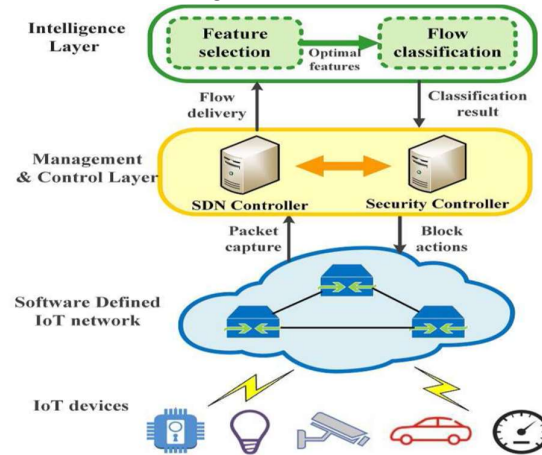 Intelligence
Layer
Feature
selection
Optimal
features
Flow
classification
Flow
delivery
Classification
result
Management
& Control Layer
SDN Controller
Security Controller
Packet
capture
Block
actions
Software Defined
IoT network
IoT devices